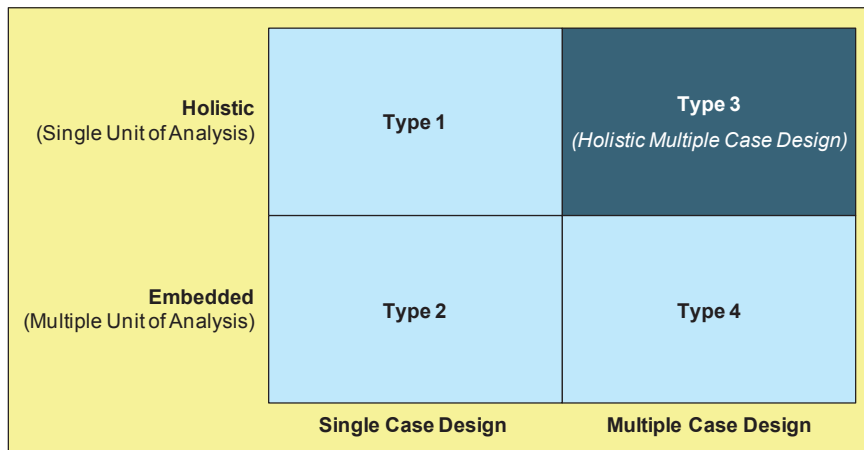 Holistic
(Single Unit of Analysis)
Type 1
Type 3
(Holistic Multiple Case Design)
Embedded
(Multiple Unit of Analysis)
Type 2
Type 4
Single Case Design
Multiple Case Design